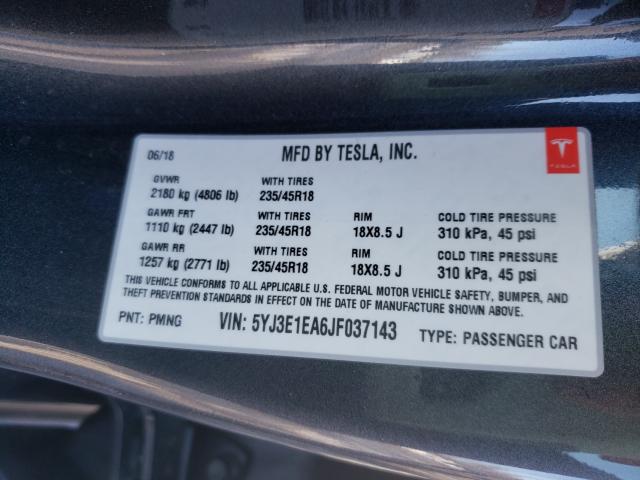 06/18 MFD BY TESLA, INC.
TESLA
GVWR WITH TIRES
2180 kg (4806 lb) 235/45R18
GAWR FRT WITH TIRES RIM COLD TIRE PRESSURE
1110 kg (2447 lb) 235/45R18 18X8.5 J 310 kPa, 45 psi
GAWR RR WITH TIRES RIM COLD TIRE PRESSURE
1257 kg (2771 lb) 235/45R18 18X8.5 J 310 kPa, 45 psi
THIS VEHICLE CONFORMS TO ALL APPLICABLE U.S. FEDERAL MOTOR VEHICLE SAFETY, BUMPER, AND
THEFT PREVENTION STANDARDS IN EFFECT ON THE DATE OF MANUFACTURE SHOWN ABOVE.
PNT: PMNG VIN: 5YJ3E1EA6JF037143 TYPE: PASSENGER CAR